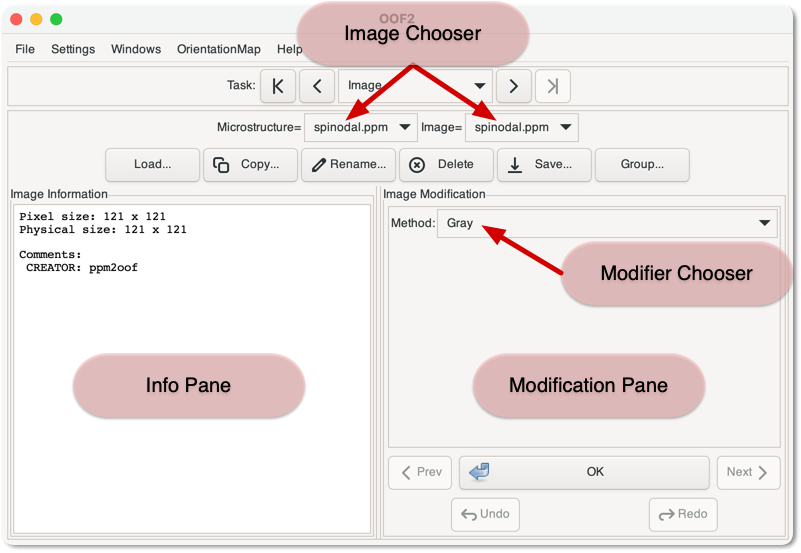 OOF2
Image Chooser
File Settings Windows OrientationMap Help
Task: Image
Microstructure= spinodal.ppm Image= spinodal.ppm
Load... Copy... Rename... Delete Save... Group...
Image Information
Pixel size: 121 x 121
Physical size: 121 x 121
Comments:
CREATOR: ppm2oof
Info Pane
Image Modification
Method: Gray
Modifier Chooser
Modification Pane
Prev OK Next
Undo Redo